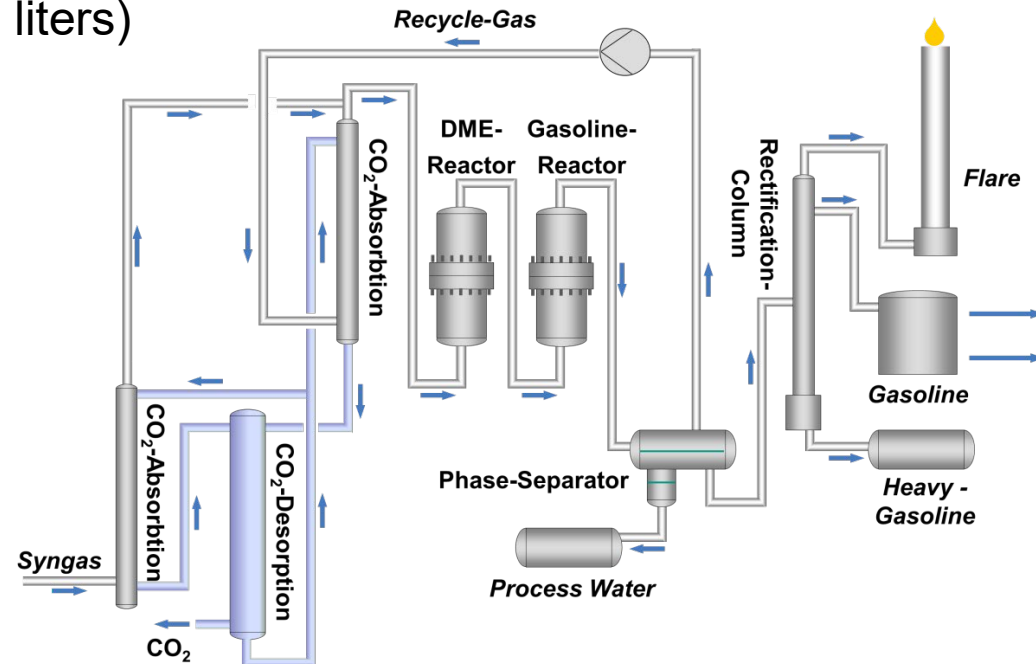 liters)
Recycle-Gas
DME-
Reactor
Gasoline-
Reactor
CO₂-Absorbtion
Rectification-
Column
Flare
Gasoline
Heavy -
Gasoline
Phase-Separator
Process Water
CO₂-Absorbtion
CO₂-Desorption
Syngas
CO₂